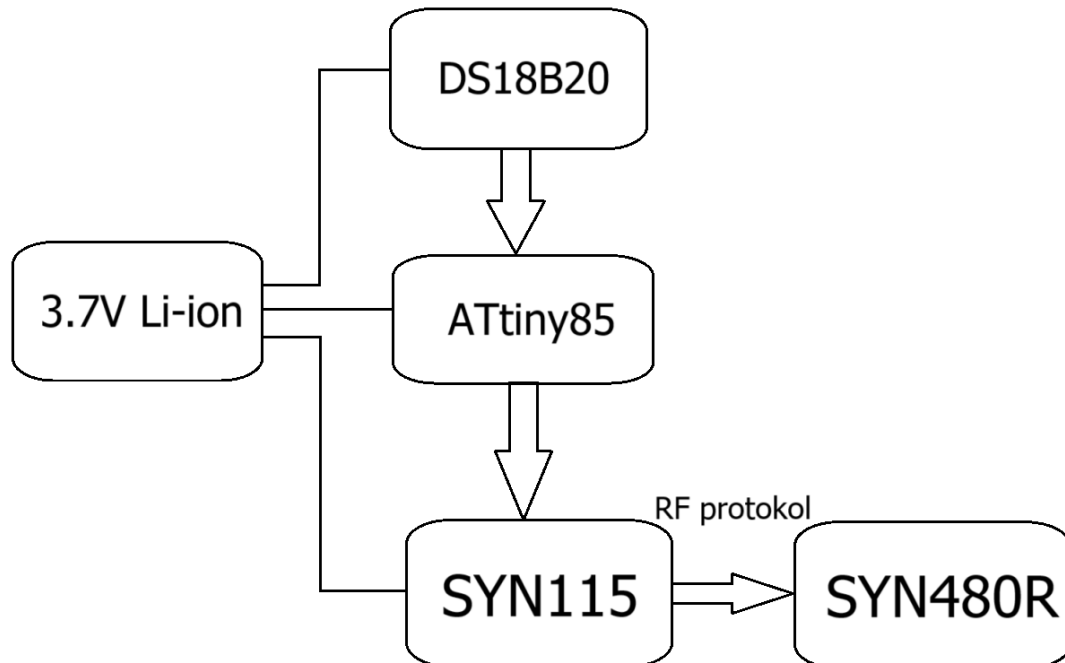 DS18B20
3.7V Li-ion
ATtiny85
RF protokol
SYN115
SYN480R